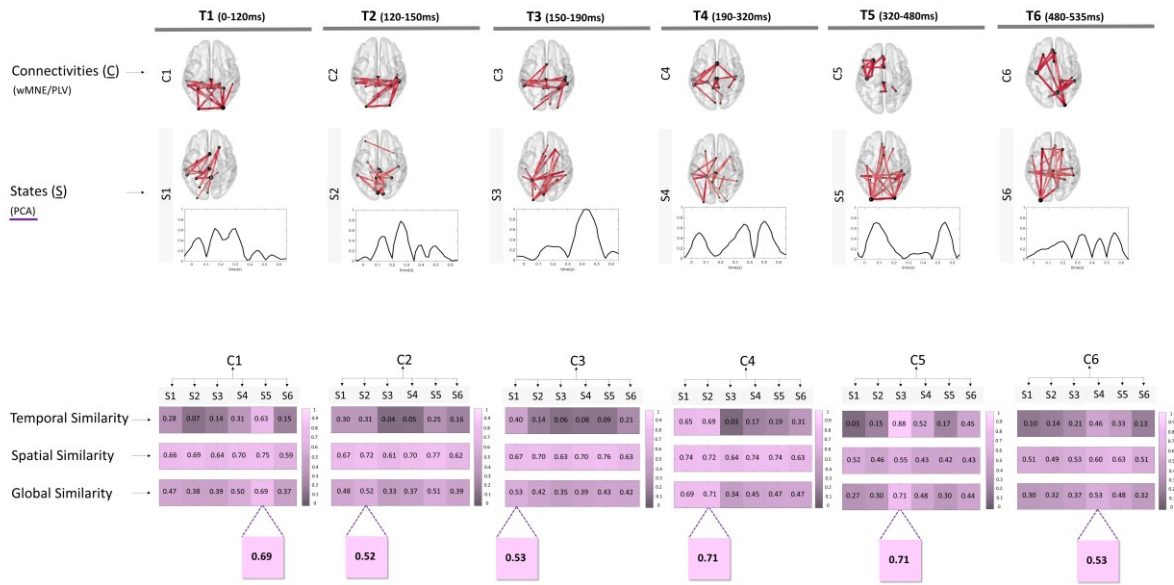 T1 (0-120ms) T2 (120-150ms) T3 (150-190ms) T4 (190-320ms) T5 (320-480ms) T6 (480-535ms)
Connectivities (C)
(wMNE/PLV)
C1 C2 C3 C4 C5 C6
States (S)
(PCA)
S1 S2 S3 S4 S5 S6
time(s) time(s) time(s) time(s) time(s) time(s)
C1 C2 C3 C4 C5 C6
S1 S2 S3 S4 S5 S6 S1 S2 S3 S4 S5 S6 S1 S2 S3 S4 S5 S6 S1 S2 S3 S4 S5 S6 S1 S2 S3 S4 S5 S6 S1 S2 S3 S4 S5 S6
Temporal Similarity 0.28 0.07 0.14 0.31 0.63 0.15 0.30 0.31 0.04 0.05 0.25 0.16 0.40 0.14 0.06 0.08 0.09 0.21 0.65 0.69 0.03 0.17 0.19 0.31 0.03 0.15 0.88 0.52 0.17 0.45 0.10 0.14 0.21 0.46 0.33 0.13
Spatial Similarity 0.66 0.69 0.64 0.70 0.75 0.59 0.67 0.72 0.61 0.70 0.77 0.62 0.67 0.70 0.63 0.70 0.76 0.63 0.74 0.72 0.64 0.74 0.74 0.63 0.52 0.46 0.55 0.43 0.42 0.43 0.51 0.49 0.53 0.60 0.63 0.51
Global Similarity 0.47 0.38 0.39 0.50 0.69 0.37 0.48 0.52 0.33 0.37 0.51 0.39 0.53 0.42 0.35 0.39 0.43 0.42 0.69 0.71 0.34 0.45 0.47 0.47 0.27 0.30 0.71 0.48 0.30 0.44 0.30 0.32 0.37 0.53 0.48 0.32
0.69 0.52 0.53 0.71 0.71 0.53